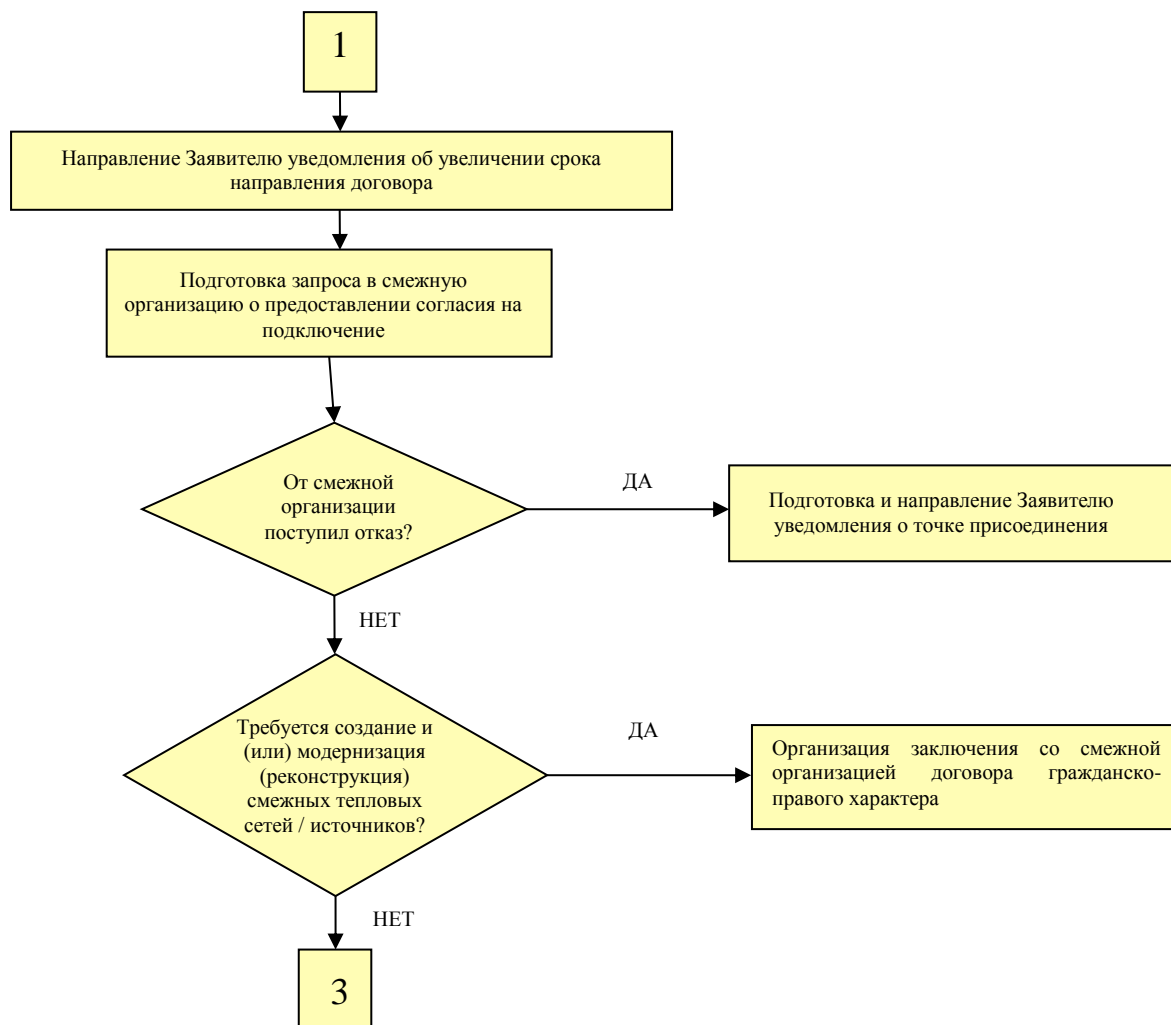 1
Направление Заявителю уведомления об увеличении срока
направления договора
Подготовка запроса в смежную
организацию о предоставлении согласия на
подключение
От смежной
организации
поступил отказ?
ДА
Подготовка и направление Заявителю
уведомления о точке присоединения
НЕТ
Требуется создание и
(или) модернизация
(реконструкция)
смежных тепловых
сетей / источников?
ДА
Организация заключения со смежной
организацией договора гражданско-
правого характера
НЕТ
3